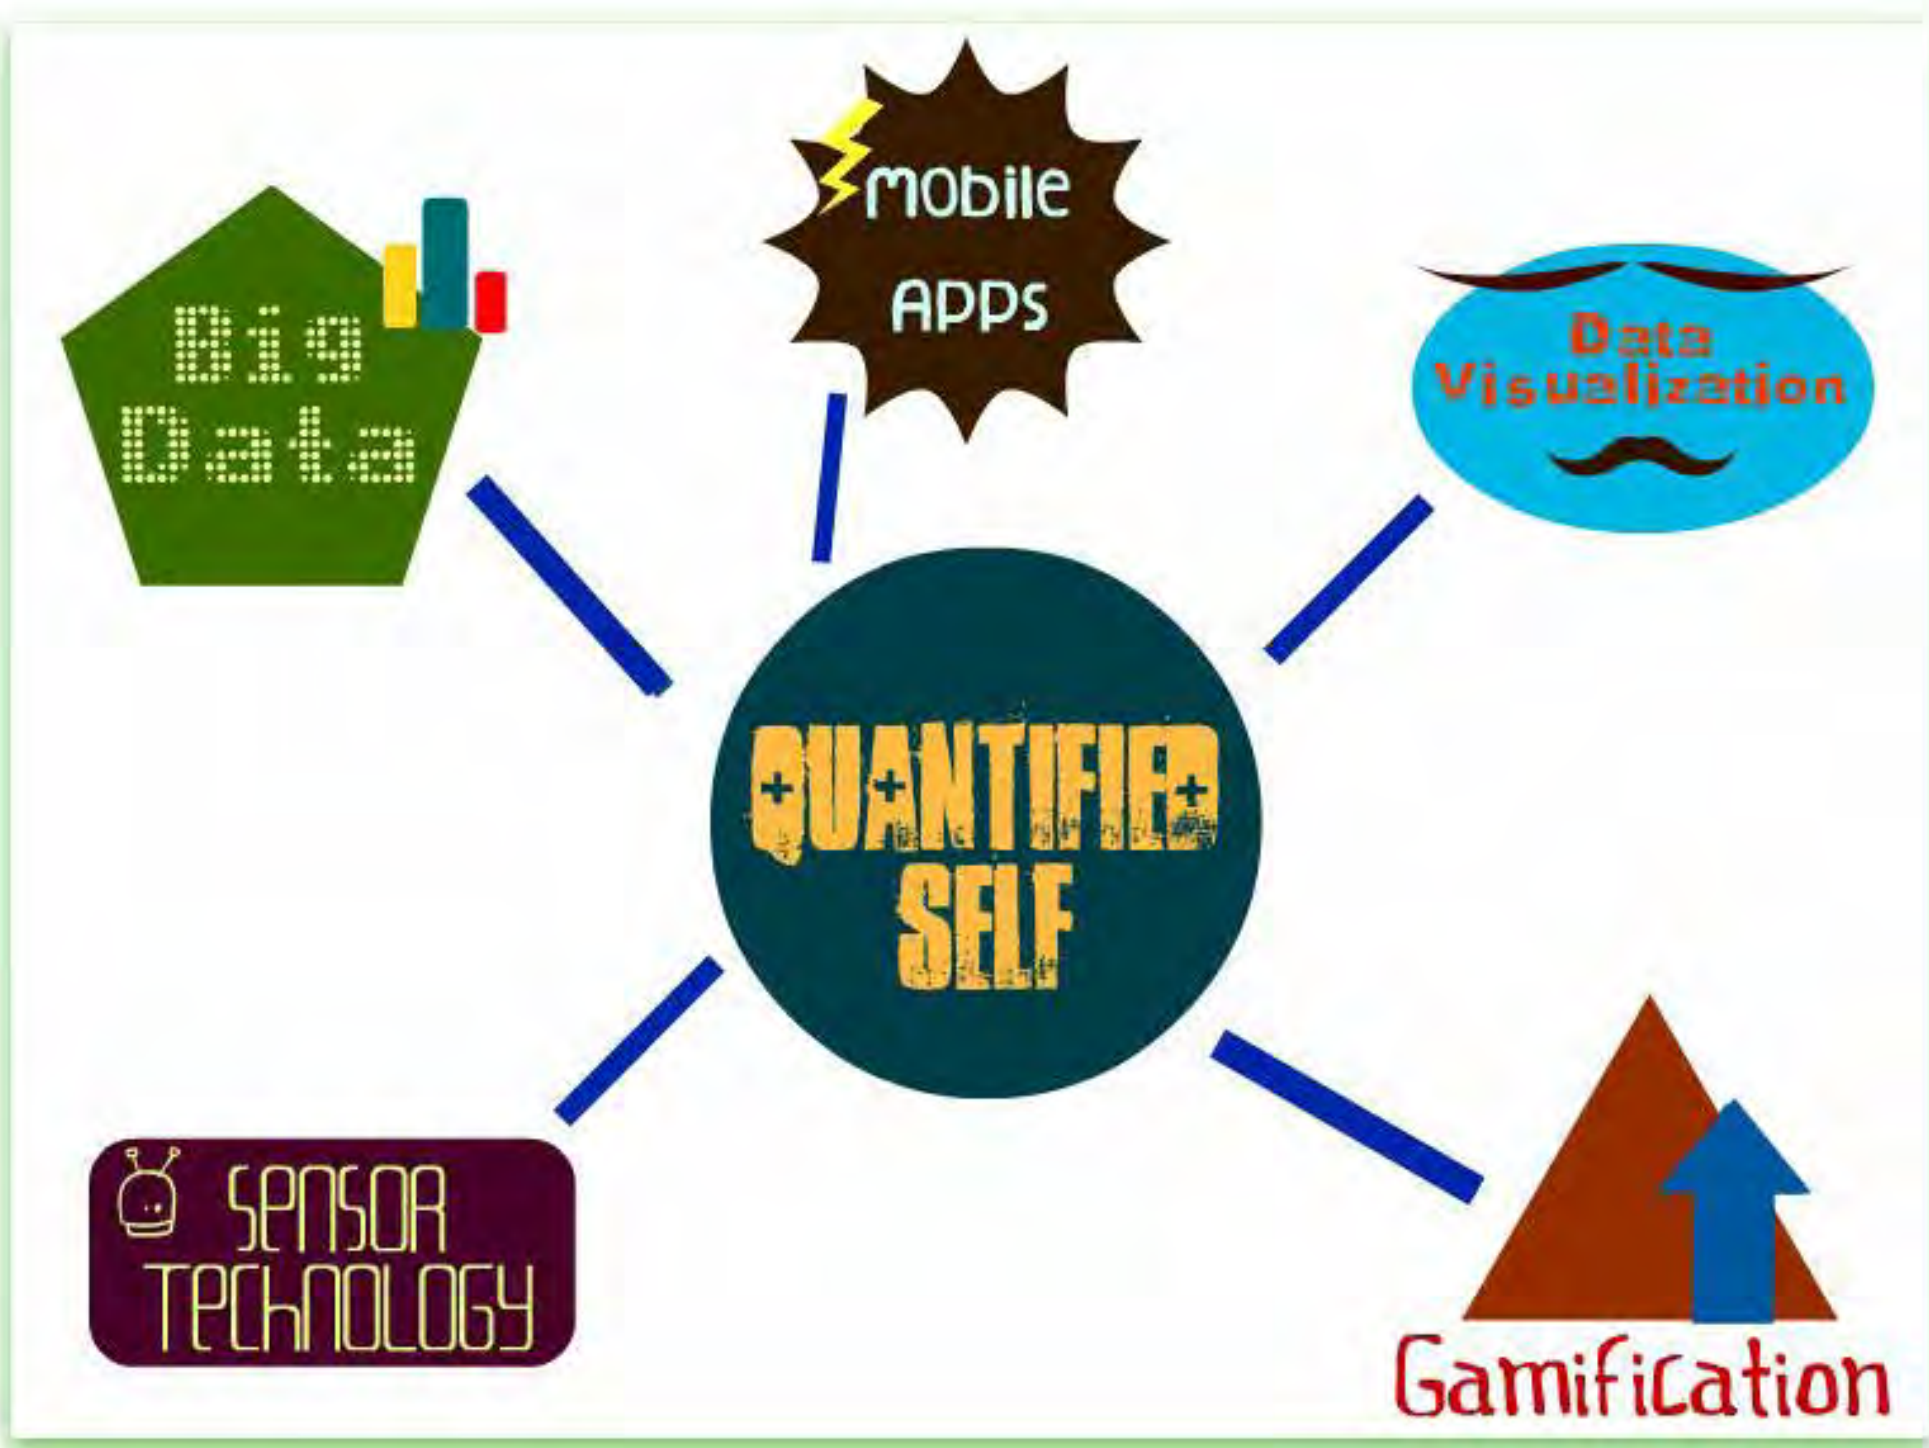 Mobile
Apps
Big
Data
Data
Visualization
QUANTIFIED
SELF
SENSOR
TECHNOLOGY
Gamification